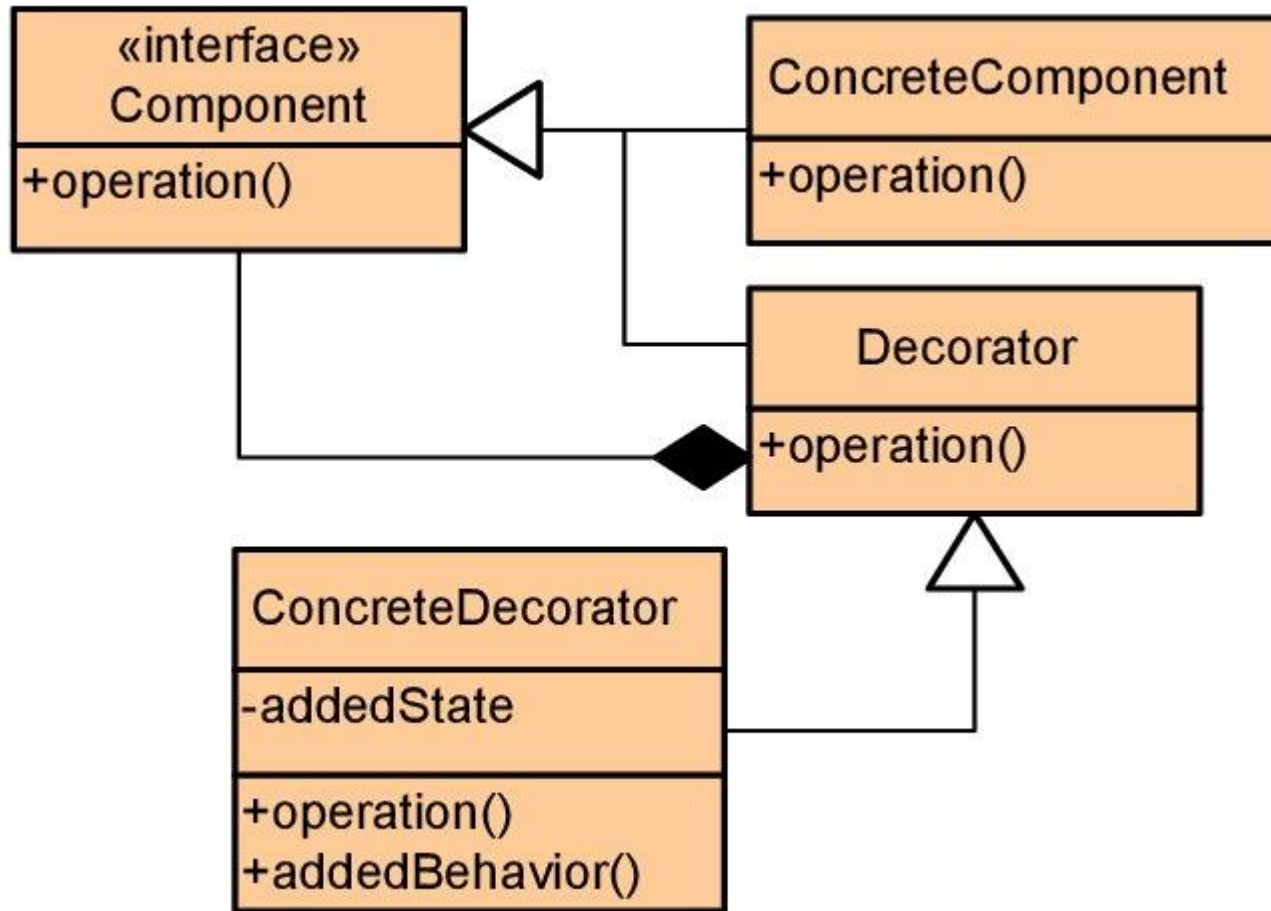 «interface»
Component
+operation()
ConcreteComponent
+operation()
Decorator
+operation()
ConcreteDecorator
-addedState
+operation()
+addedBehavior()